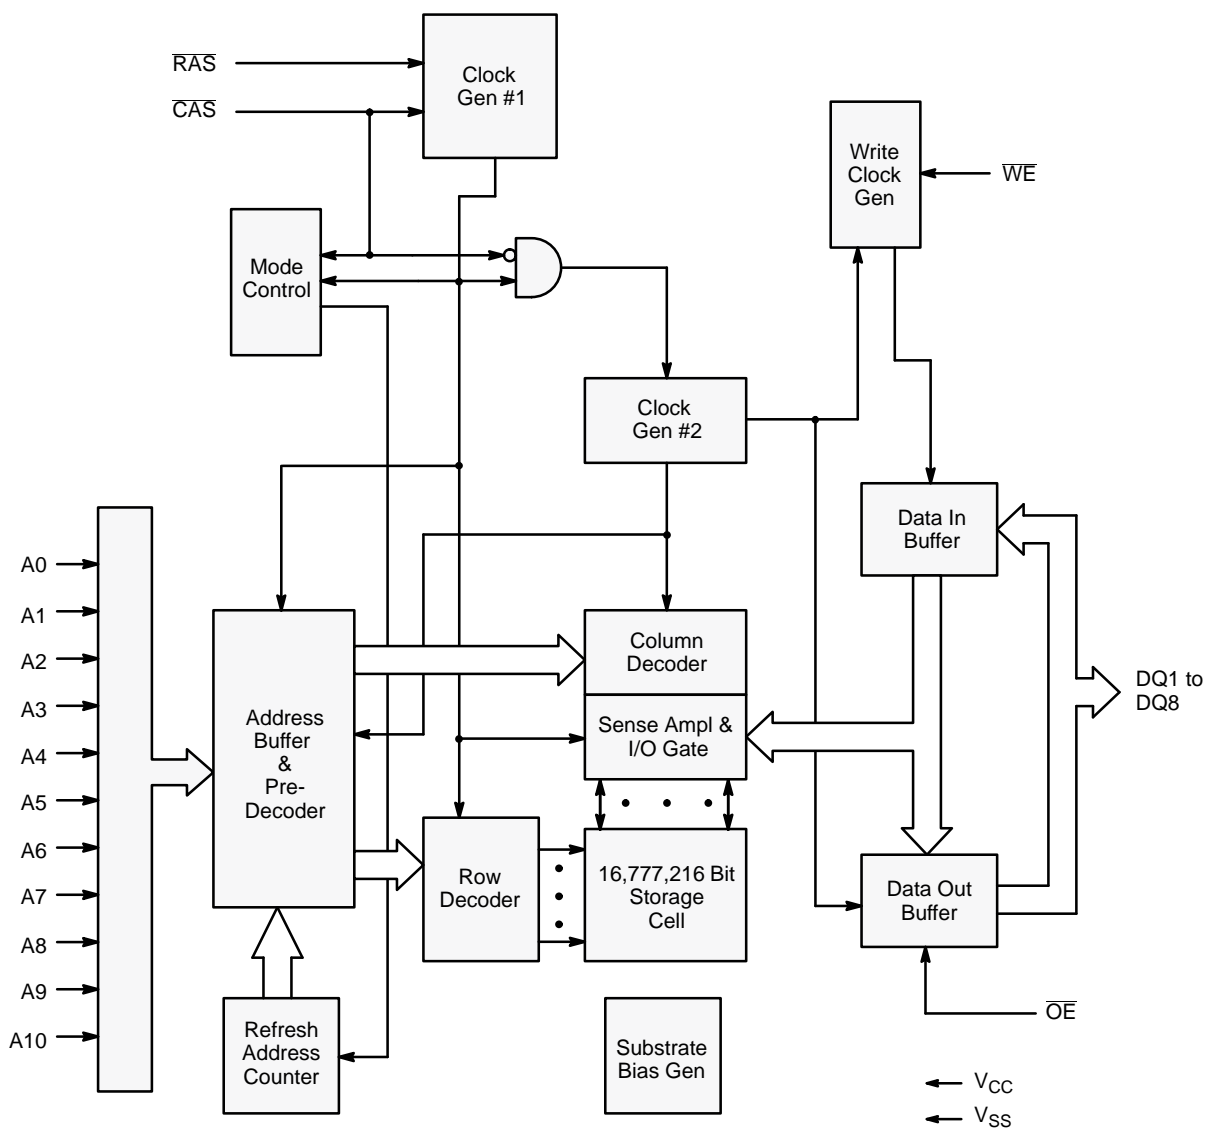 RAS
CAS
Clock
Gen #1
Write
Clock
Gen
WE
Mode
Control
Clock
Gen #2
Data In
Buffer
A0
A1
A2
A3
A4
A5
A6
A7
A8
A9
A10
Address
Buffer
&
Pre-
Decoder
Column
Decoder
Sense Ampl &
I/O Gate
DQ1 to
DQ8
Row
Decoder
16,777,216 Bit
Storage
Cell
Data Out
Buffer
Refresh
Address
Counter
Substrate
Bias Gen
OE
VCC
VSS